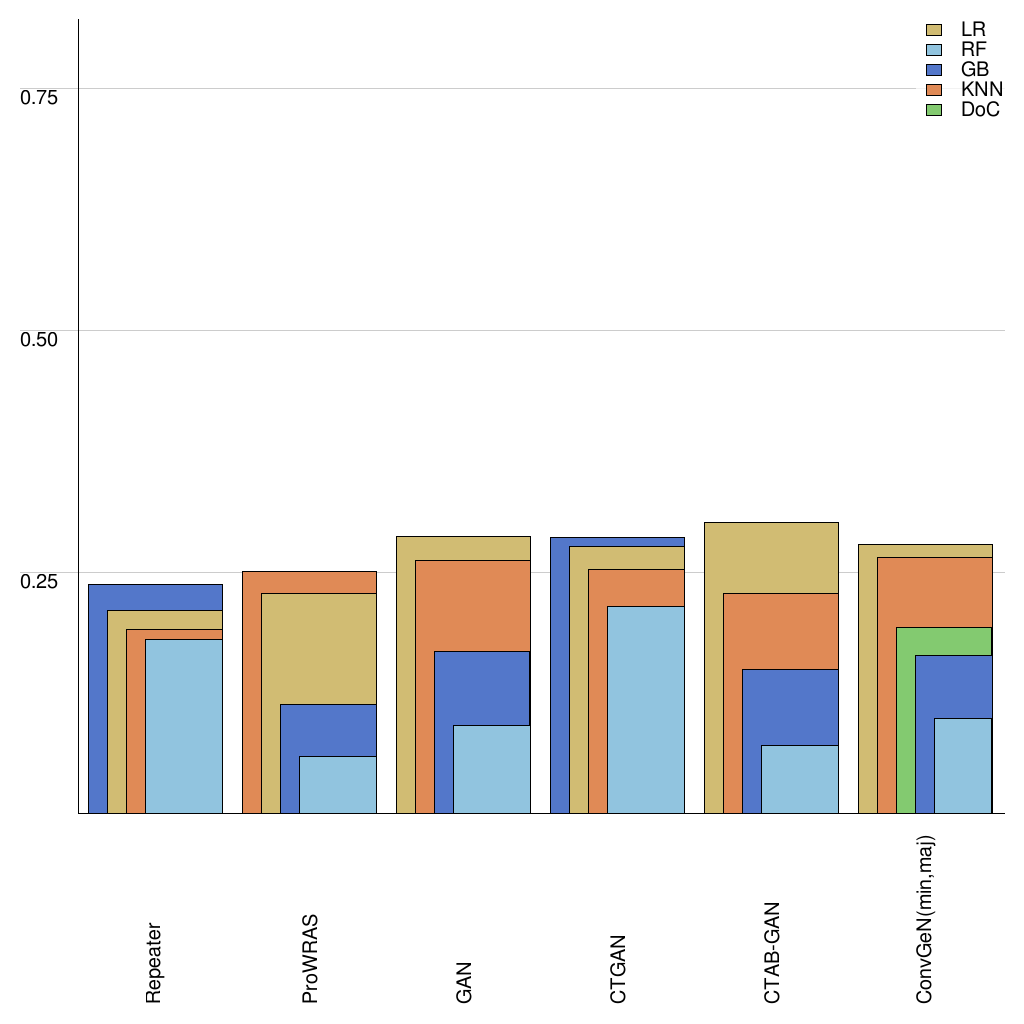 LR
RF
GB
KNN
DoC
0.75
0.50
0.25
Repeater
ProWRAS
GAN
CTGAN
CTAB-GAN
ConvGeN(min,maj)